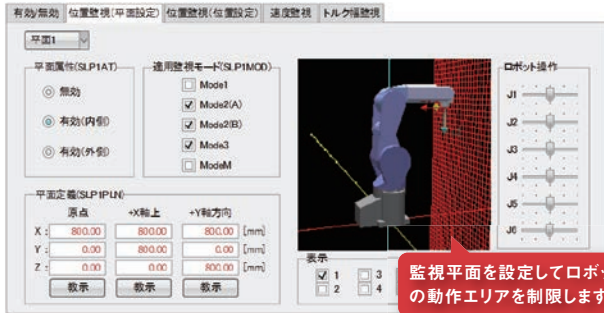 有効/無効 位置監視(平面設定) 位置監視(位置設定) 速度監視 トルク幅監視
平面1
平面属性(SLP1AT)
無効
有効(内側)
有効(外側)
適用監視モード(SLP1MOD)
Mode1
Mode2(A)
Mode2(B)
Mode3
ModeM
ロボット操作
J1
J2
J3
J4
J5
J6
平面定義(SLP1PLN)
原点 +X軸上 +Y軸方向
X : 800.00 800.00 800.00 [mm]
Y : 0.00 800.00 0.00 [mm]
Z : 0.00 0.00 800.00 [mm]
教示 教示 教示
表示
1 3
2 4
監視平面を設定してロボッ
の動作エリアを制限します